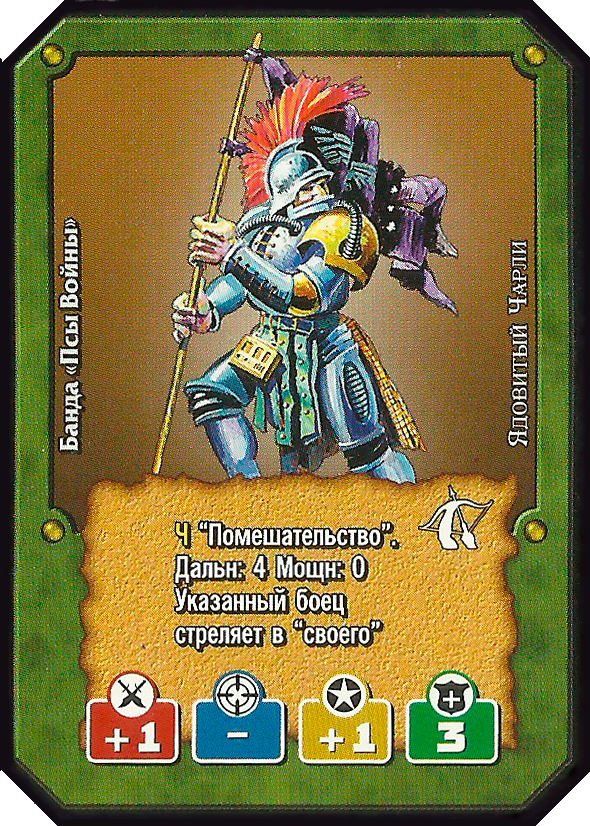 Банда «Псы Войны»
Ядовитый Чарли
Ч “Помешательство”.
Дальн: 4 Мощн: 0
Указанный боец
стреляет в “своего”
+1
–
+1
3